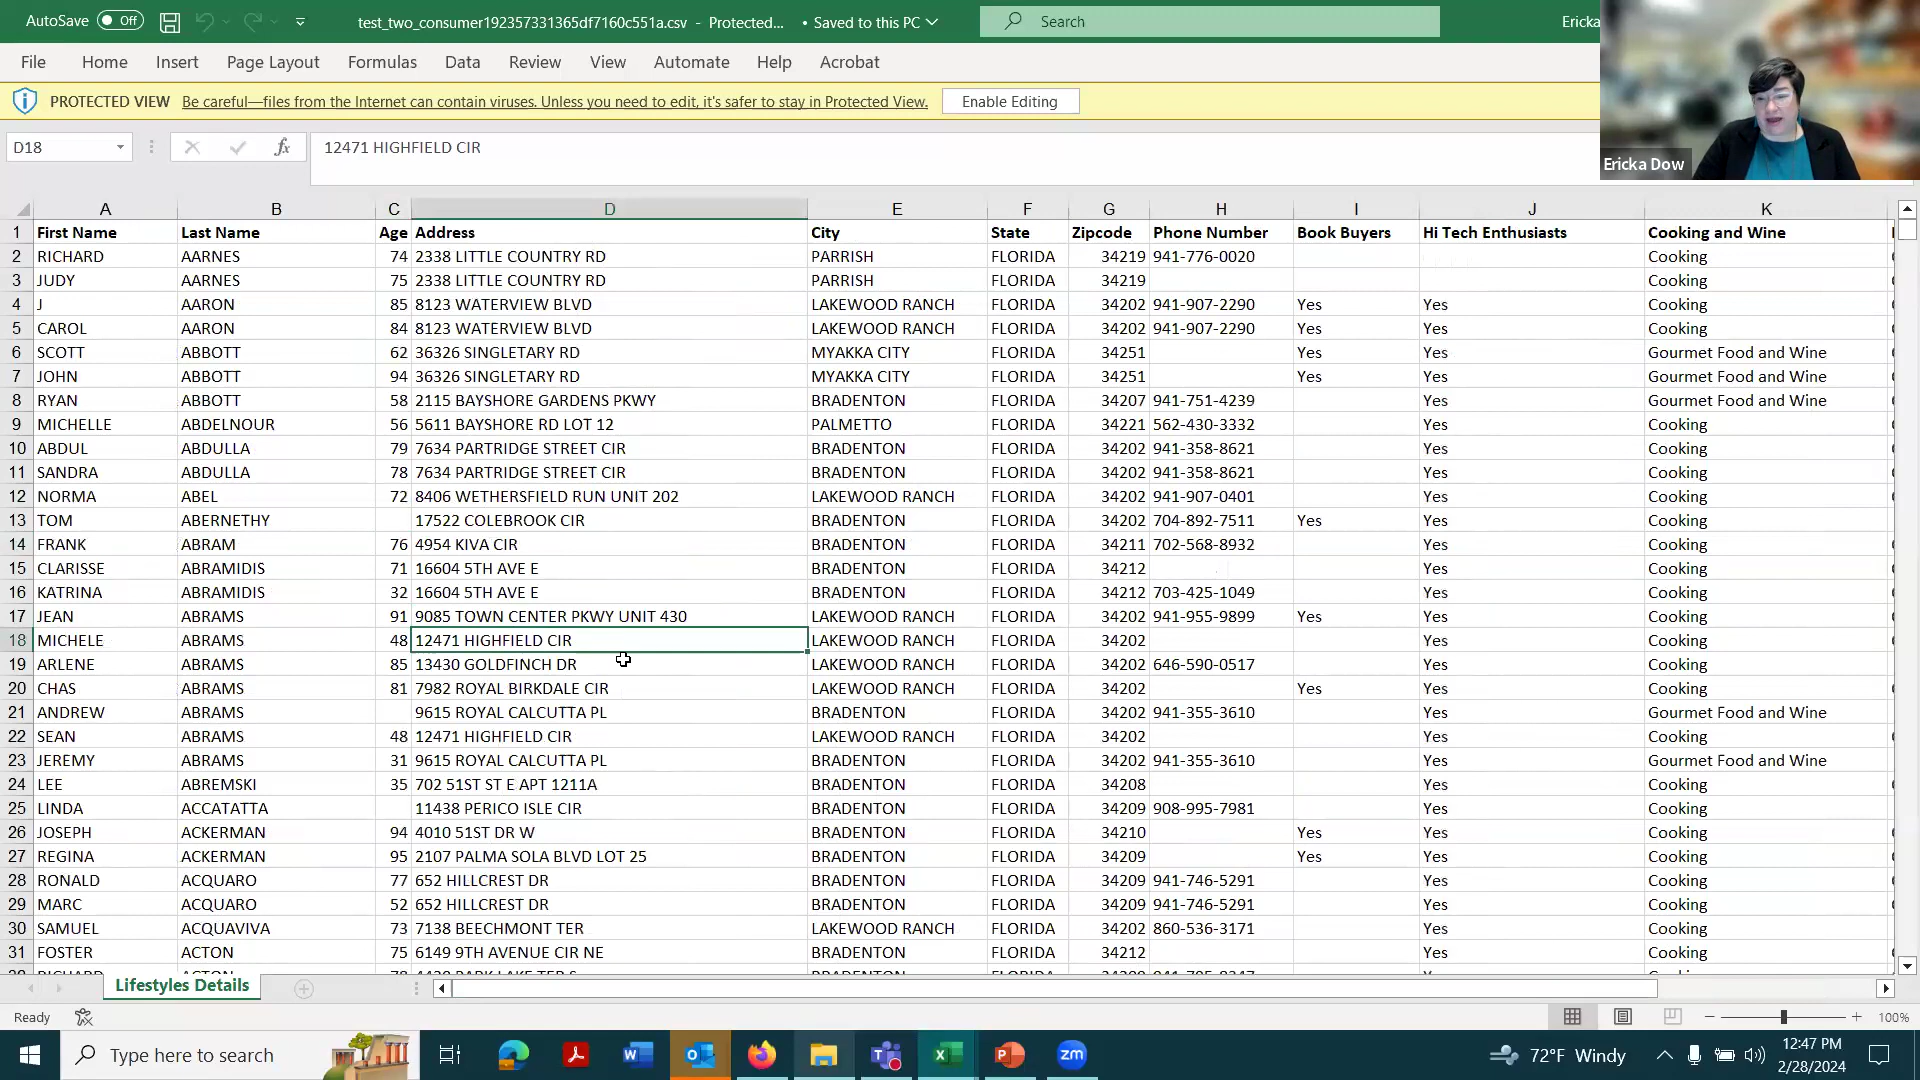 AutoSave Off test_two_consumer192357331365df7160c551a.csv - Protected... • Saved to this PC Search Ericka
File Home Insert Page Layout Formulas Data Review View Automate Help Acrobat
PROTECTED VIEW Be careful—files from the Internet can contain viruses. Unless you need to edit, it's safer to stay in Protected View. Enable Editing
D18 fx 12471 HIGHFIELD CIR
Ericka Dow
A B C D E F G H I J K
1 First Name Last Name Age Address City State Zipcode Phone Number Book Buyers Hi Tech Enthusiasts Cooking and Wine
2 RICHARD AARNES 74 2338 LITTLE COUNTRY RD PARRISH FLORIDA 34219 941-776-0020 Cooking
3 JUDY AARNES 75 2338 LITTLE COUNTRY RD PARRISH FLORIDA 34219 Cooking
4 J AARON 85 8123 WATERVIEW BLVD LAKEWOOD RANCH FLORIDA 34202 941-907-2290 Yes Yes Cooking
5 CAROL AARON 84 8123 WATERVIEW BLVD LAKEWOOD RANCH FLORIDA 34202 941-907-2290 Yes Yes Cooking
6 SCOTT ABBOTT 62 36326 SINGLETARY RD MYAKKA CITY FLORIDA 34251 Yes Yes Gourmet Food and Wine
7 JOHN ABBOTT 94 36326 SINGLETARY RD MYAKKA CITY FLORIDA 34251 Yes Yes Gourmet Food and Wine
8 RYAN ABBOTT 58 2115 BAYSHORE GARDENS PKWY BRADENTON FLORIDA 34207 941-751-4239 Yes Gourmet Food and Wine
9 MICHELLE ABDELNOUR 56 5611 BAYSHORE RD LOT 12 PALMETTO FLORIDA 34221 562-430-3332 Yes Cooking
10 ABDUL ABDULLA 79 7634 PARTRIDGE STREET CIR BRADENTON FLORIDA 34202 941-358-8621 Yes Cooking
11 SANDRA ABDULLA 78 7634 PARTRIDGE STREET CIR BRADENTON FLORIDA 34202 941-358-8621 Yes Cooking
12 NORMA ABEL 72 8406 WETHERSFIELD RUN UNIT 202 LAKEWOOD RANCH FLORIDA 34202 941-907-0401 Yes Cooking
13 TOM ABERNETHY 17522 COLEBROOK CIR BRADENTON FLORIDA 34202 704-892-7511 Yes Yes Cooking
14 FRANK ABRAM 76 4954 KIVA CIR BRADENTON FLORIDA 34211 702-568-8932 Yes Cooking
15 CLARISSE ABRAMIDIS 71 16604 5TH AVE E BRADENTON FLORIDA 34212 Yes Cooking
16 KATRINA ABRAMIDIS 32 16604 5TH AVE E BRADENTON FLORIDA 34212 703-425-1049 Yes Cooking
17 JEAN ABRAMS 91 9085 TOWN CENTER PKWY UNIT 430 LAKEWOOD RANCH FLORIDA 34202 941-955-9899 Yes Yes Cooking
18 MICHELE ABRAMS 48 12471 HIGHFIELD CIR LAKEWOOD RANCH FLORIDA 34202 Yes Cooking
19 ARLENE ABRAMS 85 13430 GOLDFINCH DR LAKEWOOD RANCH FLORIDA 34202 646-590-0517 Yes Cooking
20 CHAS ABRAMS 81 7982 ROYAL BIRKDALE CIR LAKEWOOD RANCH FLORIDA 34202 Yes Yes Cooking
21 ANDREW ABRAMS 9615 ROYAL CALCUTTA PL BRADENTON FLORIDA 34202 941-355-3610 Yes Gourmet Food and Wine
22 SEAN ABRAMS 48 12471 HIGHFIELD CIR LAKEWOOD RANCH FLORIDA 34202 Yes Cooking
23 JEREMY ABRAMS 31 9615 ROYAL CALCUTTA PL BRADENTON FLORIDA 34202 941-355-3610 Yes Gourmet Food and Wine
24 LEE ABREMSKI 35 702 51ST ST E APT 1211A BRADENTON FLORIDA 34208 Yes Cooking
25 LINDA ACCATATTA 11438 PERICO ISLE CIR BRADENTON FLORIDA 34209 908-995-7981 Yes Cooking
26 JOSEPH ACKERMAN 94 4010 51ST DR W BRADENTON FLORIDA 34210 Yes Yes Cooking
27 REGINA ACKERMAN 95 2107 PALMA SOLA BLVD LOT 25 BRADENTON FLORIDA 34209 Yes Yes Cooking
28 RONALD ACQUARO 77 652 HILLCREST DR BRADENTON FLORIDA 34209 941-746-5291 Yes Cooking
29 MARC ACQUARO 52 652 HILLCREST DR BRADENTON FLORIDA 34209 941-746-5291 Yes Cooking
30 SAMUEL ACQUAVIVA 73 7138 BEECHMONT TER LAKEWOOD RANCH FLORIDA 34202 860-536-3171 Yes Cooking
31 FOSTER ACTON 75 6149 9TH AVENUE CIR NE BRADENTON FLORIDA 34212 Yes Cooking
Lifestyles Details
Ready 100%
Type here to search 72°F Windy 12:47 PM
2/28/2024